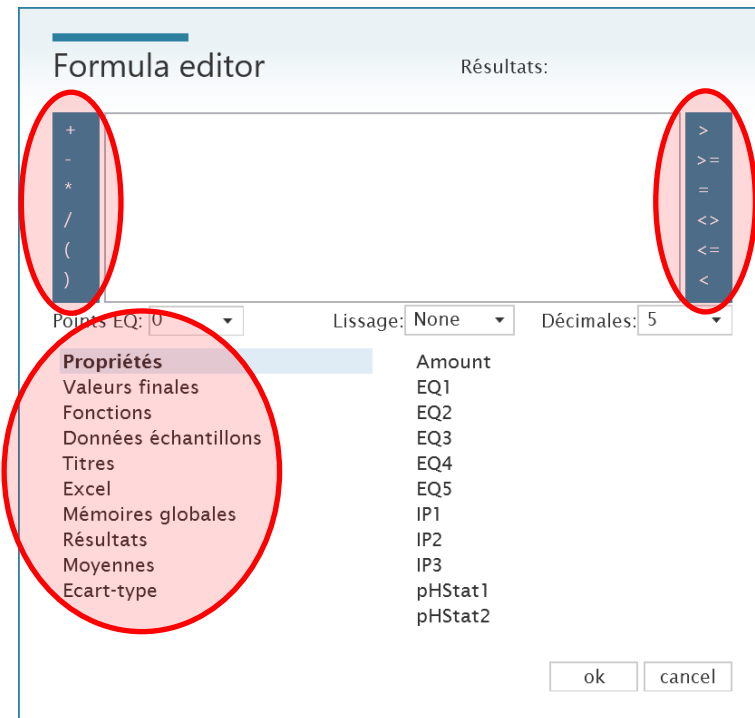 Formula editor
Résultats:
+
-
*
/
(
)
>
>=
=
<>
<=
<
Points EQ: 0
Lissage: None
Décimales: 5
Propriétés
Valeurs finales
Fonctions
Données échantillons
Titres
Excel
Mémoires globales
Résultats
Moyennes
Ecart-type
Amount
EQ1
EQ2
EQ3
EQ4
EQ5
IP1
IP2
IP3
pHStat1
pHStat2
ok
cancel